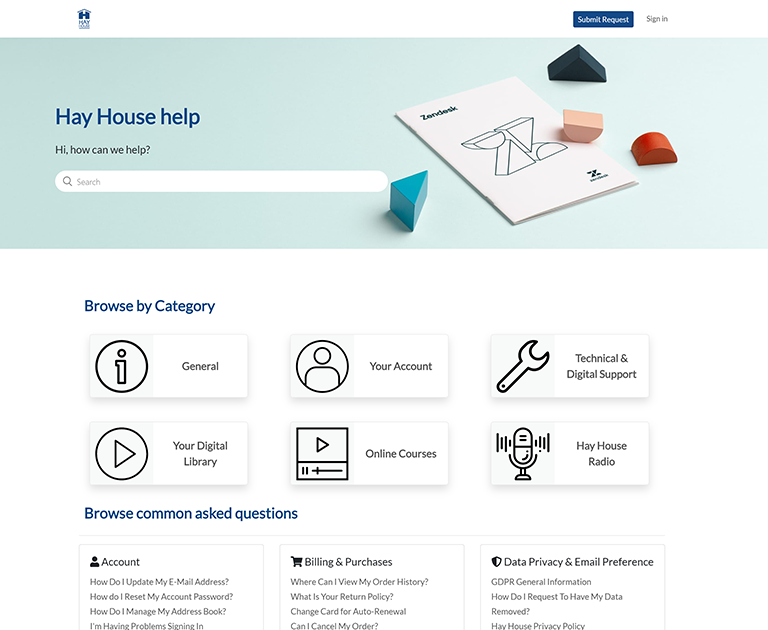 HAY
HOUSE
Submit Request
Sign in
Hay House help
Hi, how can we help?
Search
Zendesk
zendesk
Browse by Category
General
Your Account
Technical &
Digital Support
Your Digital
Library
Online Courses
Hay House
Radio
Browse common asked questions
Account
How Do I Update My E-Mail Address?
How do I Reset My Account Password?
How Do I Manage My Address Book?
I'm Having Problems Signing In
Billing & Purchases
Where Can I View My Order History?
What Is Your Return Policy?
Change Card for Auto-Renewal
Can I Cancel My Order?
Data Privacy & Email Preference
GDPR General Information
How Do I Request To Have My Data
Removed?
Hay House Privacy Policy